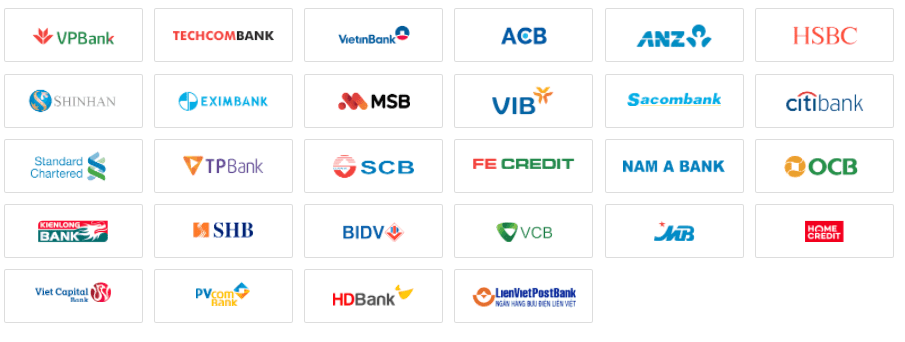 VPBank
TECHCOMBANK
VietinBank
ACB
ANZ
HSBC
SHINHAN
EXIMBANK
MSB
VIB
Sacombank
citibank
Standard
Chartered
TPBank
SCB
FE CREDIT
NAM A BANK
OCB
KIENLONG
BANK
SHB
BIDV
VCB
MB
HOME
CREDIT
Viet Capital
Bank
PVcom
Bank
HDBank
LienVietPostBank
NGÂN HÀNG BƯU ĐIỆN LIÊN VIỆT